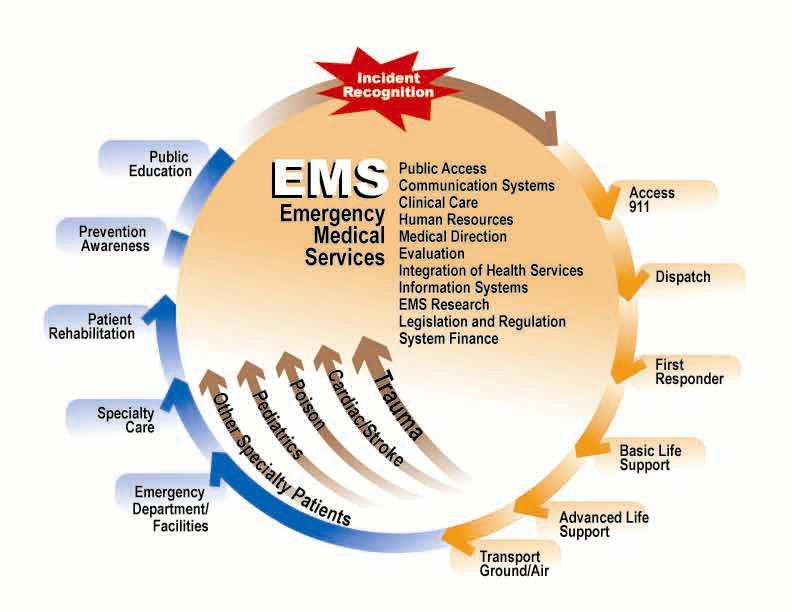 Incident
Recognition
EMS
Emergency
Medical
Services
Public Access
Communication Systems
Clinical Care
Human Resources
Medical Direction
Evaluation
Integration of Health Services
Information Systems
EMS Research
Legislation and Regulation
System Finance
Access
911
Dispatch
First
Responder
Basic Life
Support
Advanced Life
Support
Transport
Ground/Air
Emergency
Department/
Facilities
Specialty
Care
Patient
Rehabilitation
Prevention
Awareness
Public
Education
Other Specialty Patients
Pediatrics
Poison
Cardiac/Stroke
Trauma